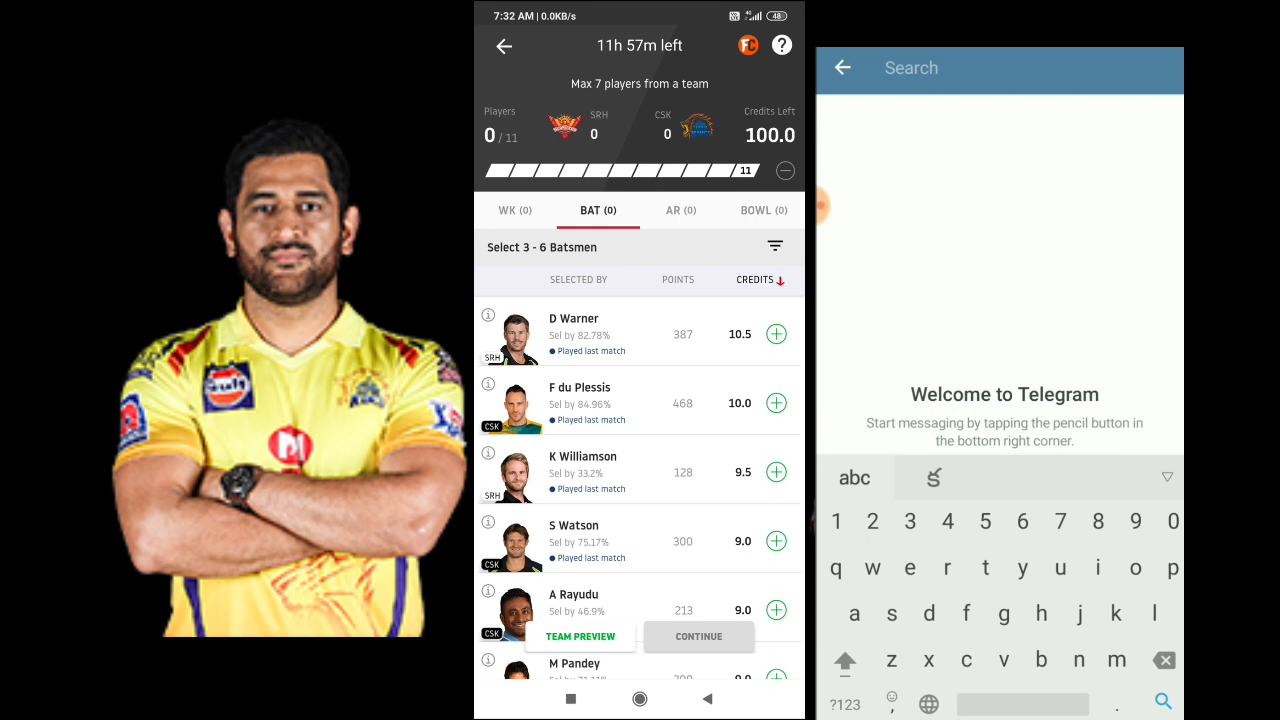 7:32 AM | 0.0KB/s
4G
48
11h 57m left
FC
?
Max 7 players from a team
Players
SRH
CSK
Credits Left
0 / 11
0
0
100.0
11
WK (0)
BAT (0)
AR (0)
BOWL (0)
Select 3 - 6 Batsmen
SELECTED BY
POINTS
CREDITS
D Warner
Sel by 82.78%
387
10.5
Played last match
SRH
F du Plessis
Sel by 84.96%
468
10.0
Played last match
CSK
K Williamson
Sel by 33.2%
128
9.5
Played last match
SRH
S Watson
Sel by 75.17%
300
9.0
Played last match
CSK
A Rayudu
Sel by 46.9%
213
9.0
CSK
TEAM PREVIEW
CONTINUE
M Pandey
Gulf
Search
Welcome to Telegram
Start messaging by tapping the pencil button in
the bottom right corner.
abc
క
1 2 3 4 5 6 7 8 9 0
q w e r t y u i o p
a s d f g h j k l
z x c v b n m
?123
,
.